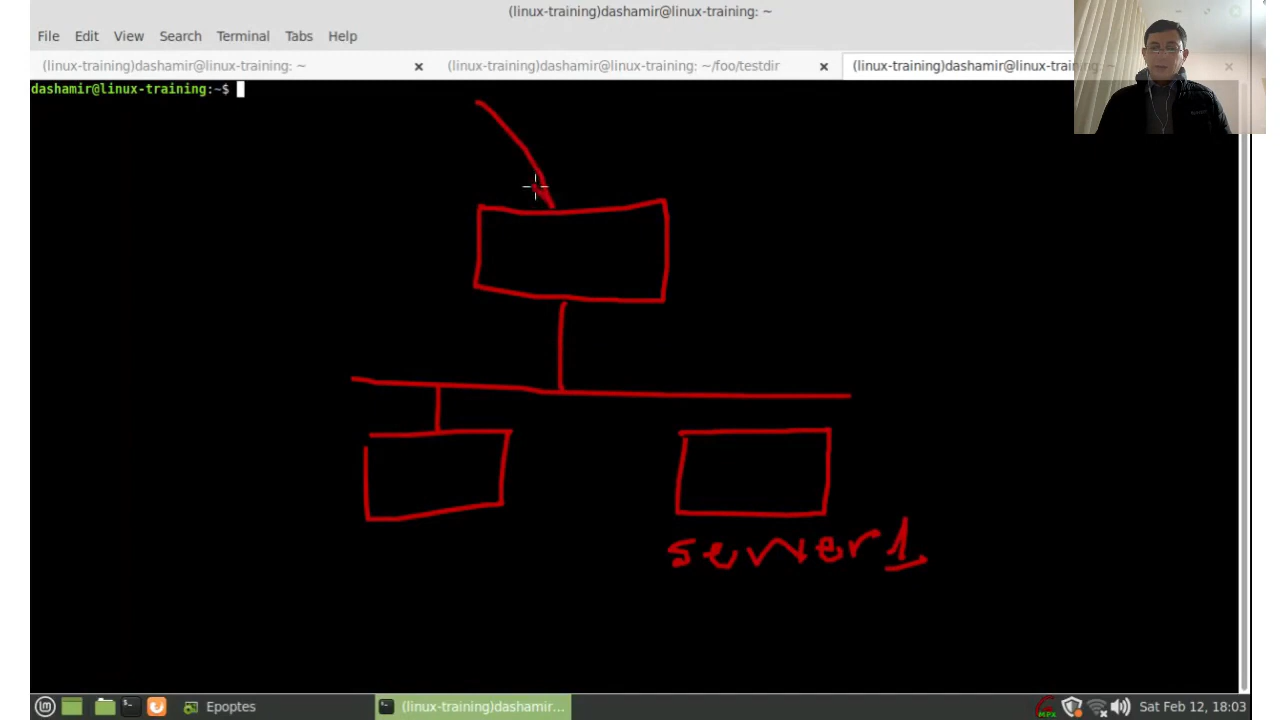 (linux-training)dashamir@linux-training: ~
File Edit View Search Terminal Tabs Help
(linux-training)dashamir@linux-training: ~
(linux-training)dashamir@linux-training: ~/foo/testdir
(linux-training)dashamir@linux-training: ~
dashamir@linux-training:~$
server1
Epoptes
(linux-training)dashamir...
Sat Feb 12, 18:03